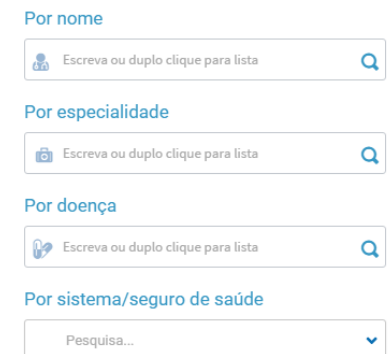 Por nome
Escreva ou duplo clique para lista
Por especialidade
Escreva ou duplo clique para lista
Por doença
Escreva ou duplo clique para lista
Por sistema/seguro de saúde
Pesquisa...